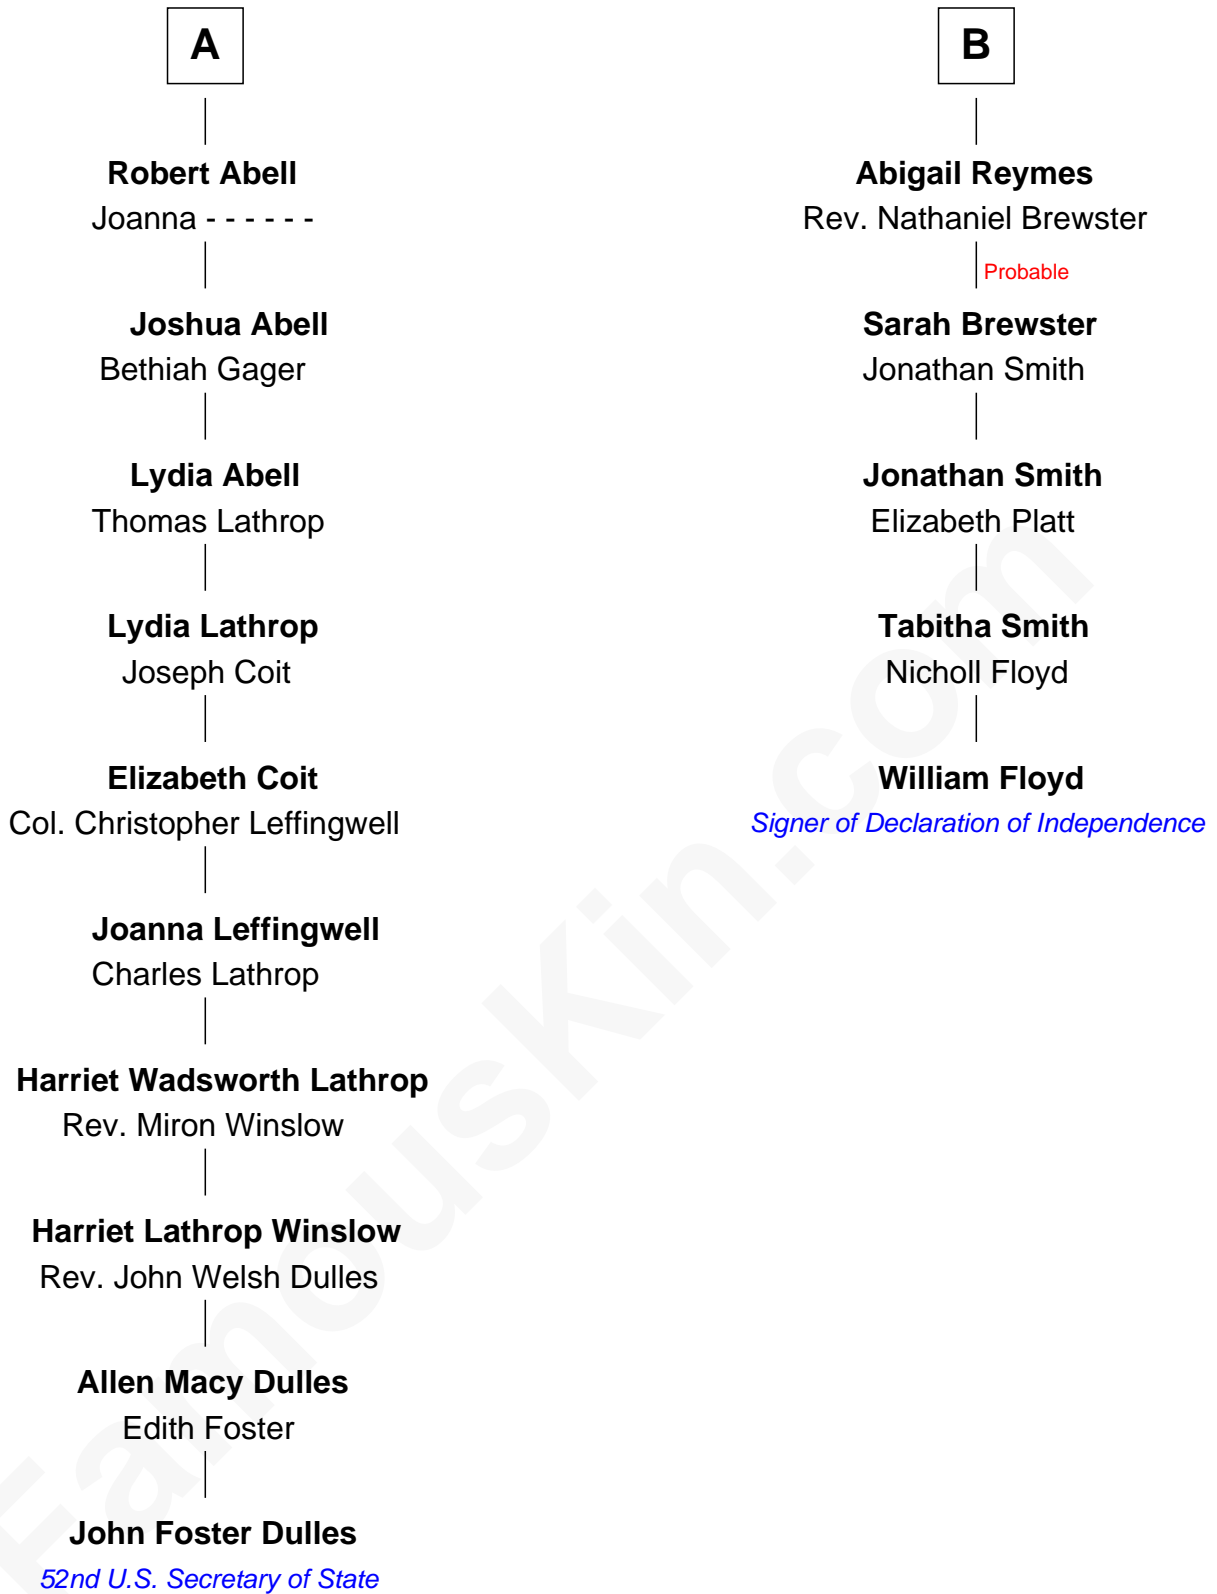 A
Robert Abell
Joanna - - - - - -
Joshua Abell
Bethiah Gager
Lydia Abell
Thomas Lathrop
Lydia Lathrop
Joseph Coit
Elizabeth Coit
Col. Christopher Leffingwell
Joanna Leffingwell
Charles Lathrop
Harriet Wadsworth Lathrop
Rev. Miron Winslow
Harriet Lathrop Winslow
Rev. John Welsh Dulles
Allen Macy Dulles
Edith Foster
John Foster Dulles
52nd U.S. Secretary of State
B
Abigail Reymes
Rev. Nathaniel Brewster
Probable
Sarah Brewster
Jonathan Smith
Jonathan Smith
Elizabeth Platt
Tabitha Smith
Nicholl Floyd
William Floyd
Signer of Declaration of Independence
FamousKin.com